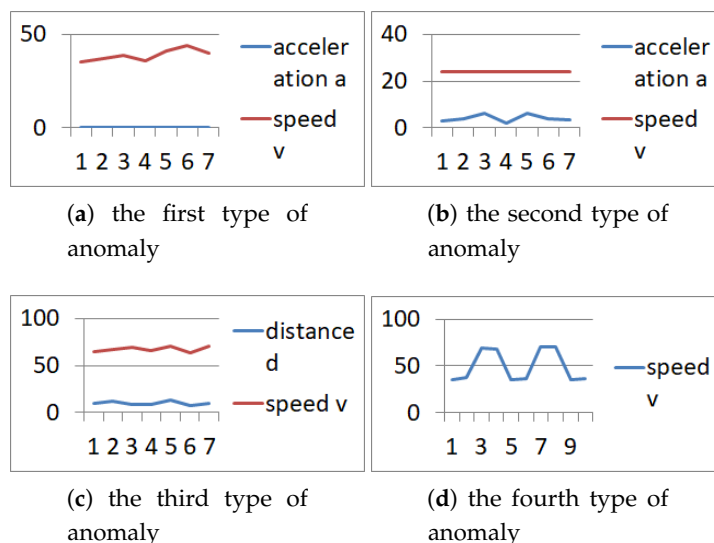 50
0
1 2 3 4 5 6 7
acceler
ation a
speed
v
(a) the first type of
anomaly
40
20
0
1 2 3 4 5 6 7
acceler
ation a
speed
v
(b) the second type of
anomaly
100
50
0
1 2 3 4 5 6 7
distance
d
speed v
(c) the third type of
anomaly
100
50
0
1 3 5 7 9
speed
v
(d) the fourth type of
anomaly